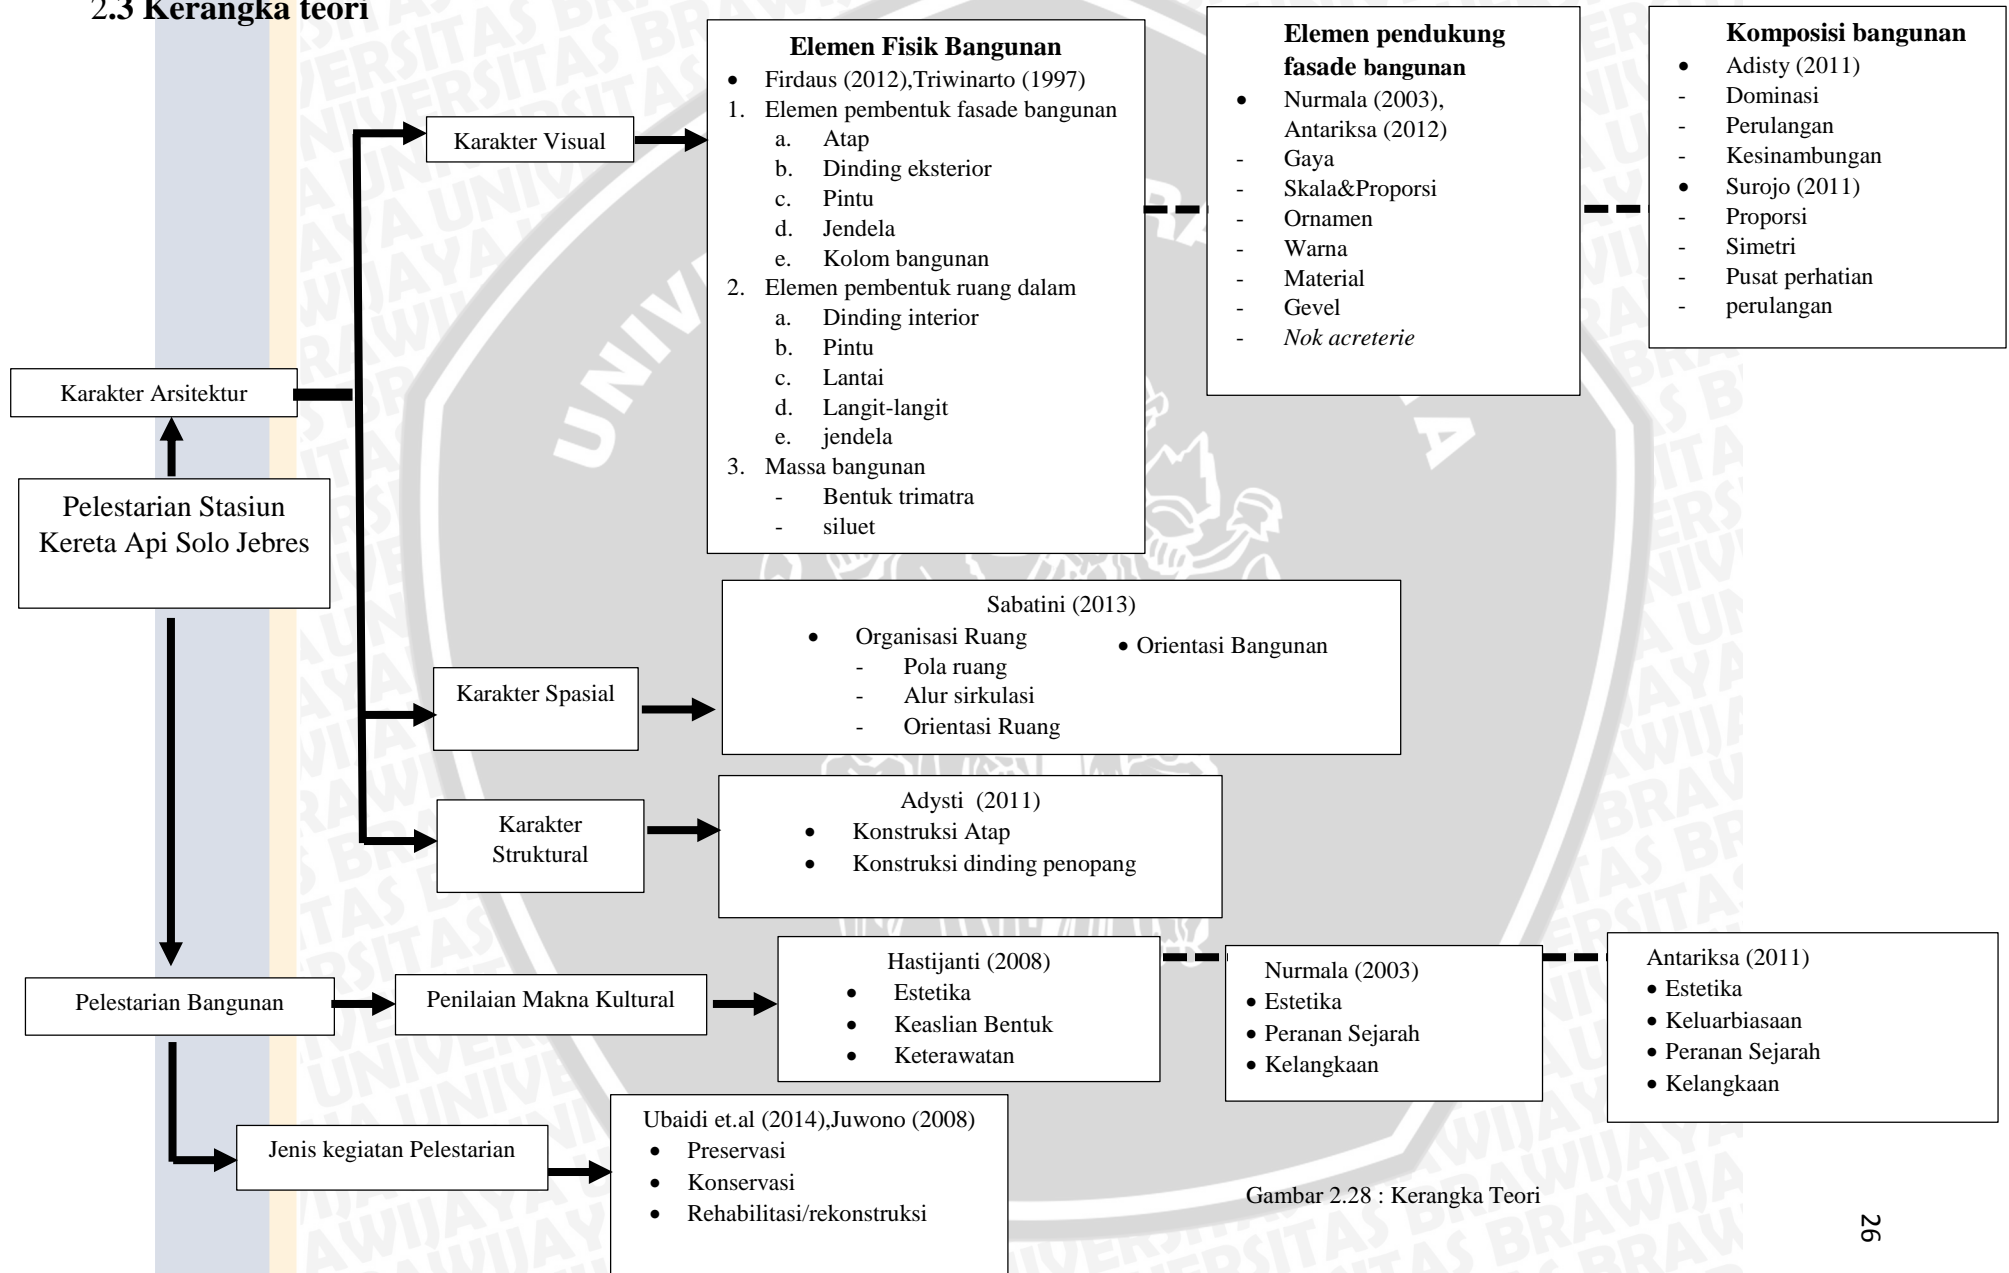 2.3 Kerangka teori
Elemen Fisik Bangunan
• Firdaus (2012),Triwinarto (1997)
1. Elemen pembentuk fasade bangunan
a. Atap
b. Dinding eksterior
c. Pintu
d. Jendela
e. Kolom bangunan
2. Elemen pembentuk ruang dalam
a. Dinding interior
b. Pintu
c. Lantai
d. Langit-langit
e. jendela
3. Massa bangunan
- Bentuk trimatra
- siluet
Elemen pendukung
fasade bangunan
• Nurmala (2003),
Antariksa (2012)
- Gaya
- Skala&Proporsi
- Ornamen
- Warna
- Material
- Gevel
- Nok acreterie
Komposisi bangunan
• Adisty (2011)
- Dominasi
- Perulangan
- Kesinambungan
• Surojo (2011)
- Proporsi
- Simetri
- Pusat perhatian
- perulangan
Karakter Visual
Karakter Arsitektur
Pelestarian Stasiun
Kereta Api Solo Jebres
Karakter Spasial
Sabatini (2013)
• Organisasi Ruang
- Pola ruang
- Alur sirkulasi
- Orientasi Ruang
• Orientasi Bangunan
Karakter
Struktural
Adysti (2011)
• Konstruksi Atap
• Konstruksi dinding penopang
Pelestarian Bangunan
Penilaian Makna Kultural
Hastijanti (2008)
• Estetika
• Keaslian Bentuk
• Keterawatan
Nurmala (2003)
• Estetika
• Peranan Sejarah
• Kelangkaan
Antariksa (2011)
• Estetika
• Keluarbiasaan
• Peranan Sejarah
• Kelangkaan
Jenis kegiatan Pelestarian
Ubaidi et.al (2014),Juwono (2008)
• Preservasi
• Konservasi
• Rehabilitasi/rekonstruksi
Gambar 2.28 : Kerangka Teori
26